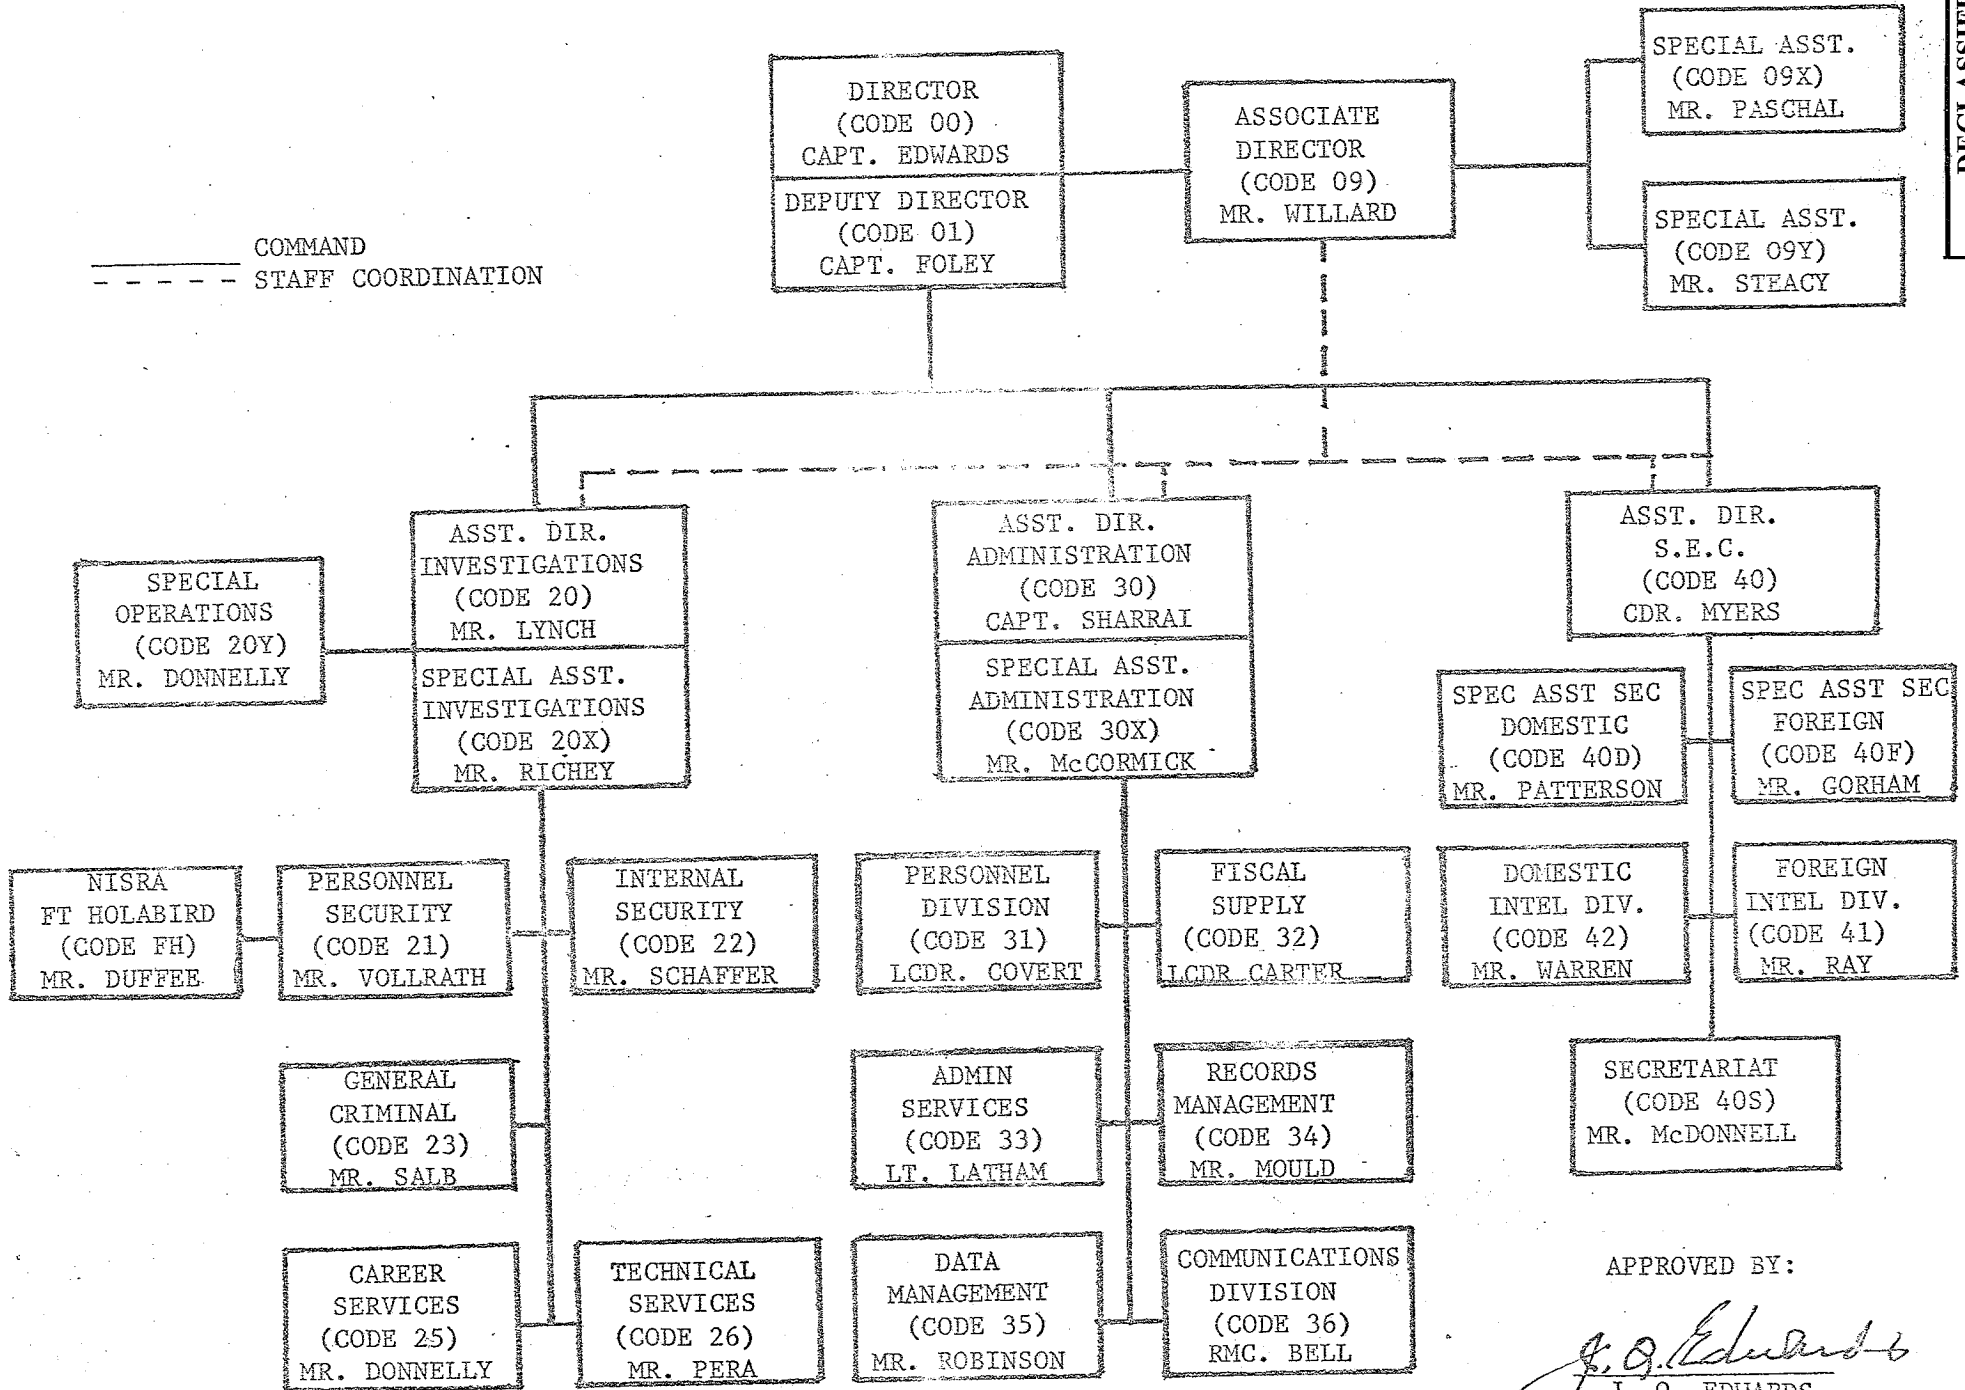 DIRECTOR
(CODE 00)
CAPT. EDWARDS
DEPUTY DIRECTOR
(CODE 01)
CAPT. FOLEY
ASSOCIATE
DIRECTOR
(CODE 09)
MR. WILLARD
SPECIAL ASST.
(CODE 09X)
MR. PASCHAL
SPECIAL ASST.
(CODE 09Y)
MR. STEACY
COMMAND
STAFF COORDINATION
SPECIAL
OPERATIONS
(CODE 20Y)
MR. DONNELLY
ASST. DIR.
INVESTIGATIONS
(CODE 20)
MR. LYNCH
SPECIAL ASST.
INVESTIGATIONS
(CODE 20X)
MR. RICHEY
ASST. DIR.
ADMINISTRATION
(CODE 30)
CAPT. SHARRAI
SPECIAL ASST.
ADMINISTRATION
(CODE 30X)
MR. McCORMICK
ASST. DIR.
S.E.C.
(CODE 40)
CDR. MYERS
SPEC ASST SEC
DOMESTIC
(CODE 40D)
MR. PATTERSON
SPEC ASST SEC
FOREIGN
(CODE 40F)
MR. GORHAM
NISRA
FT HOLABIRD
(CODE FH)
MR. DUFFEE
PERSONNEL
SECURITY
(CODE 21)
MR. VOLLRATH
INTERNAL
SECURITY
(CODE 22)
MR. SCHAFFER
PERSONNEL
DIVISION
(CODE 31)
LCDR. COVERT
FISCAL
SUPPLY
(CODE 32)
LCDR CARTER
DOMESTIC
INTEL DIV.
(CODE 42)
MR. WARREN
FOREIGN
INTEL DIV.
(CODE 41)
MR. RAY
GENERAL
CRIMINAL
(CODE 23)
MR. SALB
ADMIN
SERVICES
(CODE 33)
LT. LATHAM
RECORDS
MANAGEMENT
(CODE 34)
MR. MOULD
SECRETARIAT
(CODE 40S)
MR. McDONNELL
CAREER
SERVICES
(CODE 25)
MR. DONNELLY
TECHNICAL
SERVICES
(CODE 26)
MR. PERA
DATA
MANAGEMENT
(CODE 35)
MR. ROBINSON
COMMUNICATIONS
DIVISION
(CODE 36)
RMC. BELL
APPROVED BY:
J. O. Edwards
J. O. EDWARDS